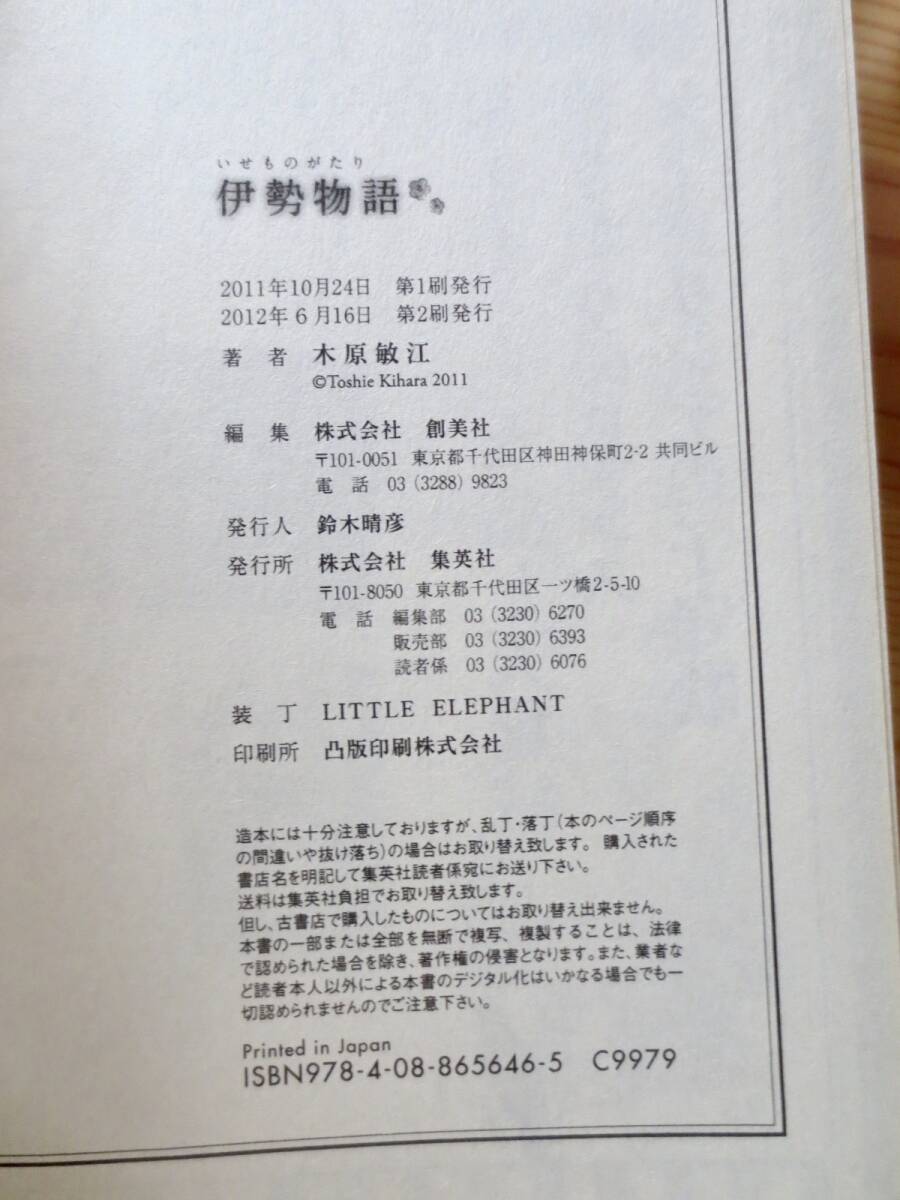 いせものがたり
伊勢物語
2011年10月24日 第1刷発行
2012年 6月16日 第2刷発行
著 者 木原敏江
©Toshie Kihara 2011
編 集 株式会社 創美社
〒101-0051 東京都千代田区神田神保町2-2 共同ビル
電 話 03 (3288) 9823
発行人 鈴木晴彦
発行所 株式会社 集英社
〒101-8050 東京都千代田区一ツ橋2-5-10
電 話 編集部 03 (3230) 6270
販売部 03 (3230) 6393
読者係 03 (3230) 6076
装 丁 LITTLE ELEPHANT
印刷所 凸版印刷株式会社
造本には十分注意しておりますが、乱丁・落丁(本のページ順序
の間違いや抜け落ち)の場合はお取り替え致します。 購入された
書店名を明記して集英社読者係宛にお送り下さい。
送料は集英社負担でお取り替え致します。
但し、古書店で購入したものについてはお取り替え出来ません。
本書の一部または全部を無断で複写、複製することは、法律
で認められた場合を除き、著作権の侵害となります。また、業者な
ど読者本人以外による本書のデジタル化はいかなる場合でも一
切認められませんのでご注意下さい。
Printed in Japan
ISBN978-4-08-865646-5 C9979